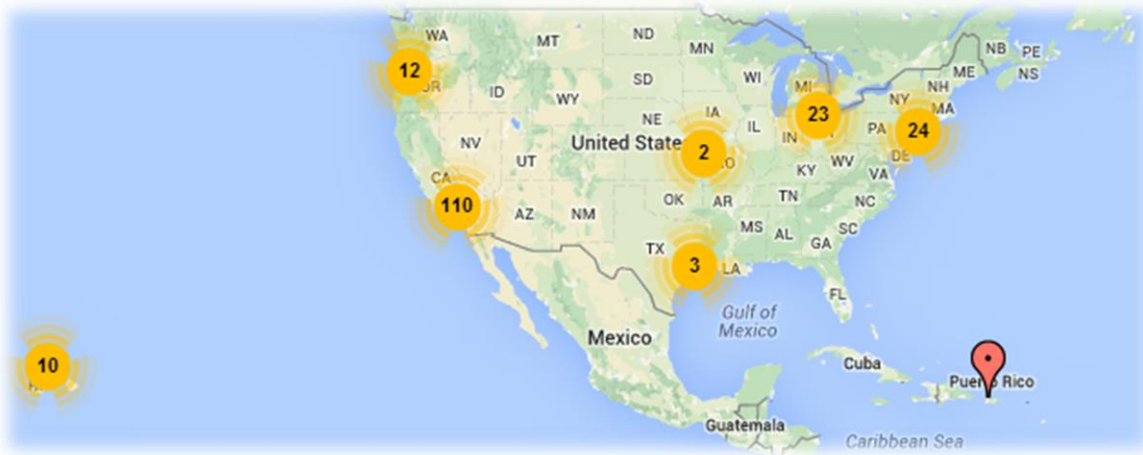 WA
MT
ND
MN
NB
PE
NS
ME
12
OR
ID
SD
WI
MI
NH
WY
NE
IA
NY
MA
23
24
NV
United State
2
IL
IN
PA
UT
KY
WV
DE
CA
VA
110
AZ
NM
OK
AR
TN
NC
MS
AL
GA
SC
TX
3
LA
FL
Gulf of
Mexico
Mexico
10
Cuba
Puerto Rico
Guatemala
Caribbean Sea